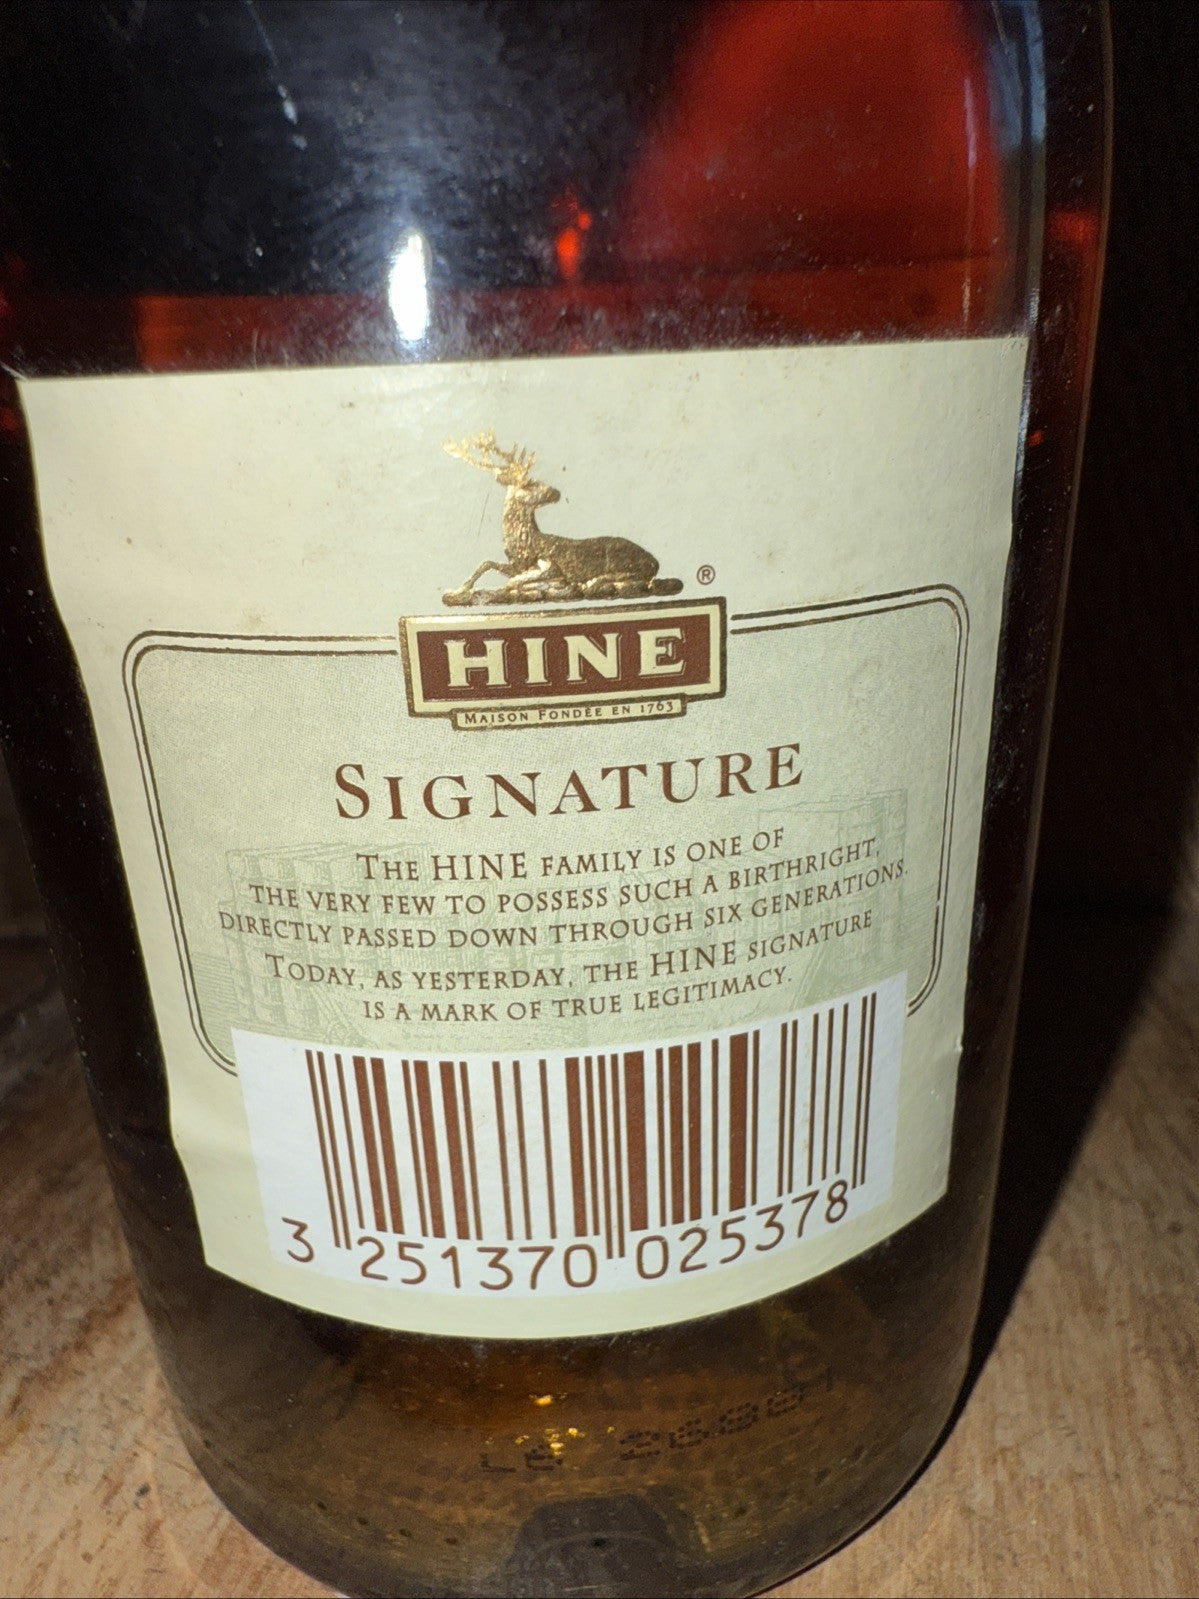 ®
HINE
MAISON FONDÉE EN 1763
SIGNATURE
THE HINE FAMILY IS ONE OF
THE VERY FEW TO POSSESS SUCH A BIRTHRIGHT,
DIRECTLY PASSED DOWN THROUGH SIX GENERATIONS.
TODAY, AS YESTERDAY, THE HINE SIGNATURE
IS A MARK OF TRUE LEGITIMACY.
3 251370 025378